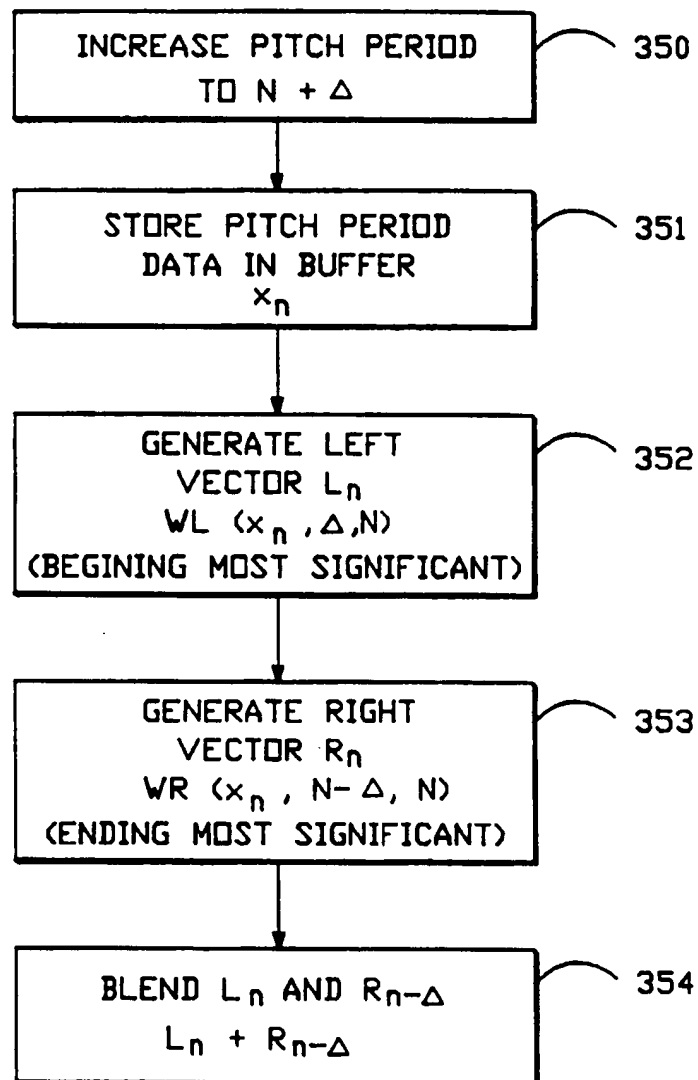 INCREASE PITCH PERIOD
TO N + Δ
350
STORE PITCH PERIOD
DATA IN BUFFER
xn
351
GENERATE LEFT
VECTOR Ln
WL (xn , Δ,N)
(BEGINING MOST SIGNIFICANT)
352
GENERATE RIGHT
VECTOR Rn
WR (xn , N- Δ, N)
(ENDING MOST SIGNIFICANT)
353
BLEND Ln AND Rn-Δ
Ln + Rn-Δ
354